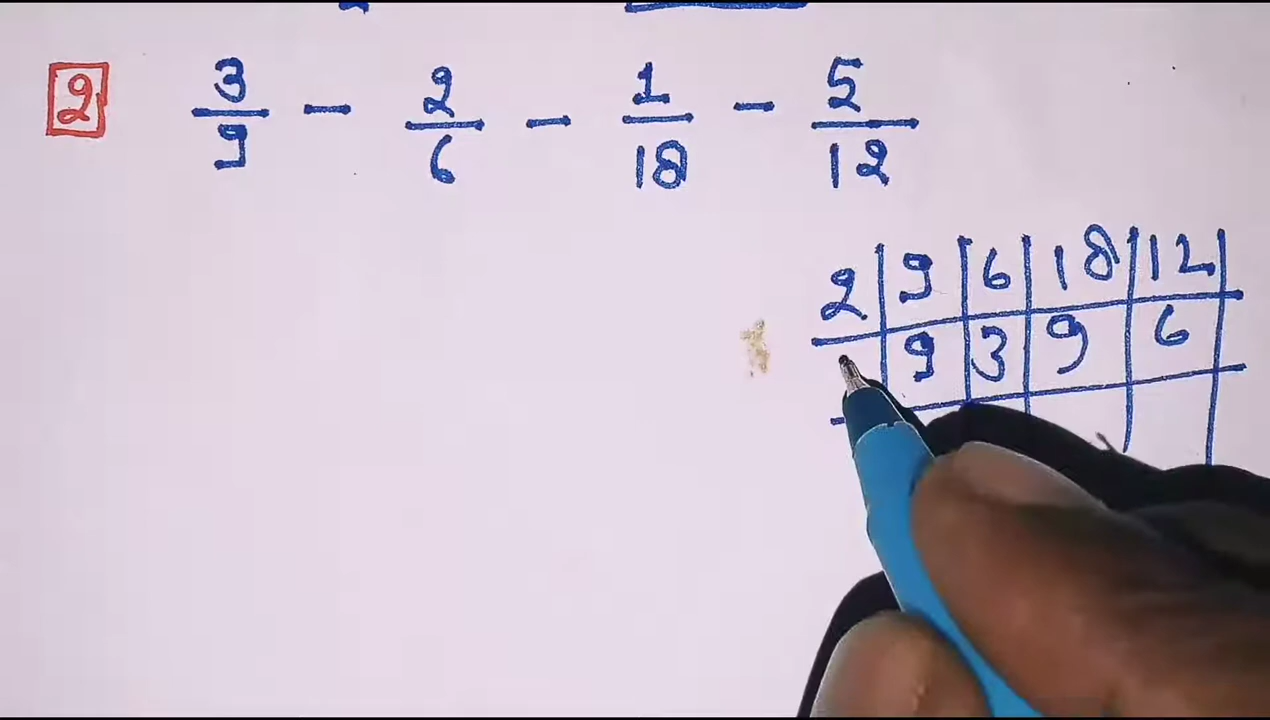 2 3/9 - 2/6 - 1/18 - 5/12
2 | 9 | 6 | 18 | 12 |
9 | 3 | 9 | 6